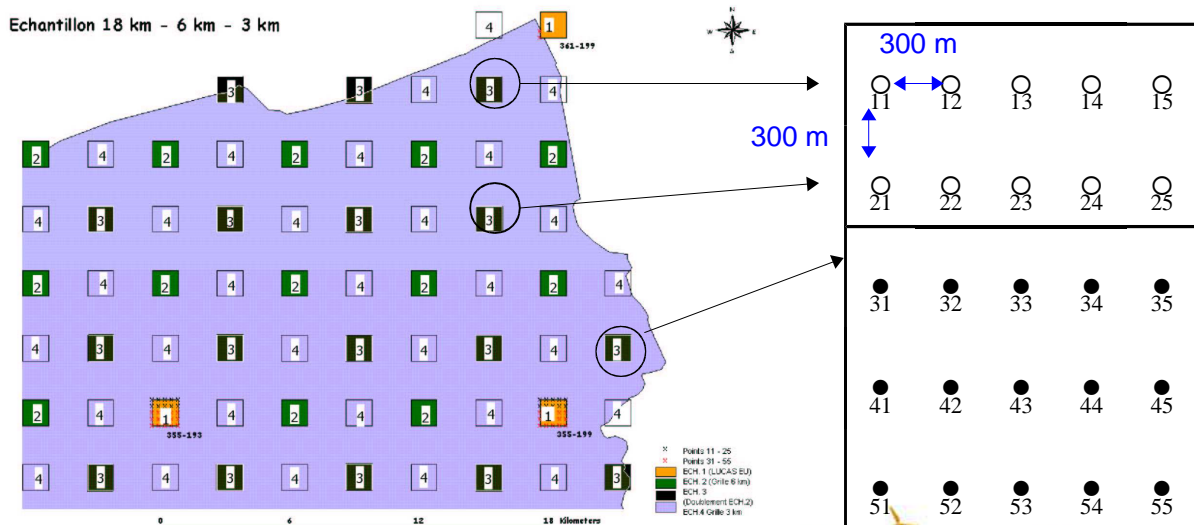 Echantillon 18 km - 6 km - 3 km
N
W E
S
4 1
361-199
3 3 4 3 4
2 4 2 4 2 4 2 4 2
4 3 4 3 4 3 4 3 4
2 4 2 4 2 4 2 4 2 4
4 3 4 3 4 3 4 3 4 3
2 4 1 4 2 4 2 4 1 4
355-193 355-199
4 3 4 3 4 3 4 3 4 3
0 6 12 18 Kilometers
Points 11 - 25
Points 31 - 55
ECH. 1 (LUCAS EU)
ECH. 2 (Grille 6 km)
ECH. 3
(Doublement ECH.2)
ECH.4 Grille 3 km
300 m
11 12 13 14 15
300 m
21 22 23 24 25
31 32 33 34 35
41 42 43 44 45
51 52 53 54 55